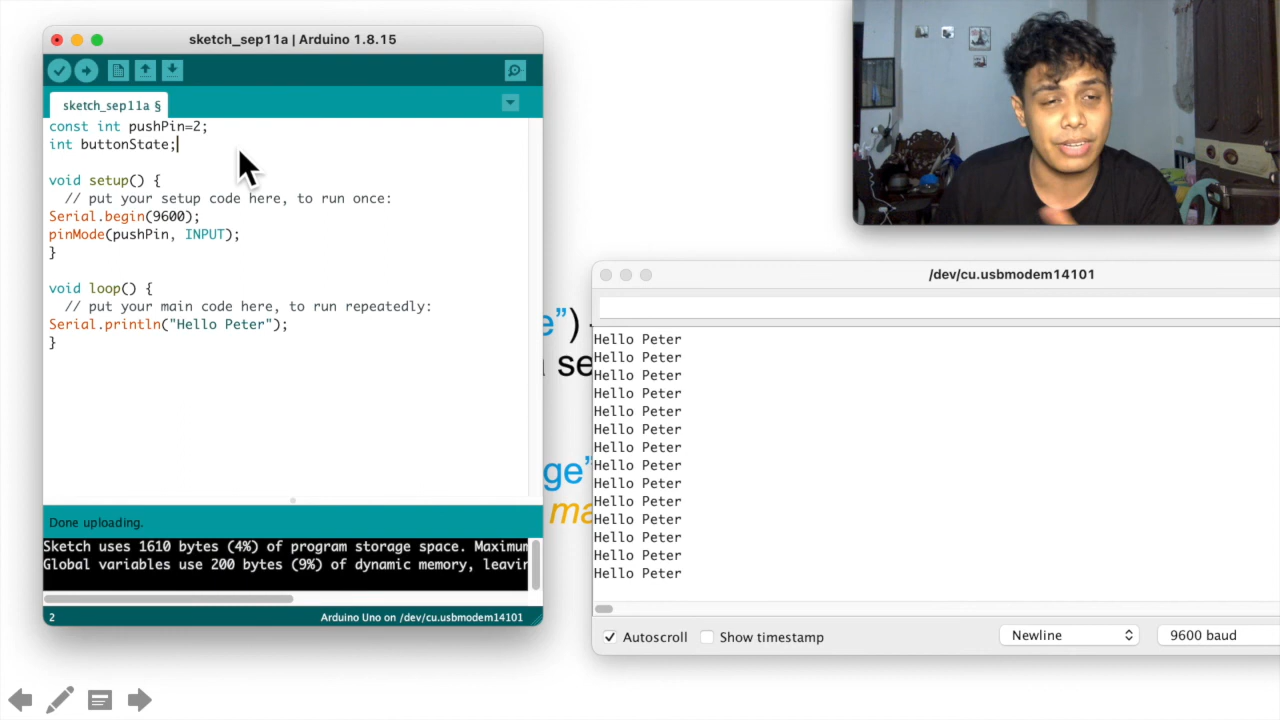 sketch_sep11a | Arduino 1.8.15
sketch_sep11a §
const int pushPin=2;
int buttonState;
void setup() {
// put your setup code here, to run once:
Serial.begin(9600);
pinMode(pushPin, INPUT);
}
void loop() {
// put your main code here, to run repeatedly:
Serial.println("Hello Peter");
}
Done uploading.
Sketch uses 1610 bytes (4%) of program storage space. Maximum
Global variables use 200 bytes (9%) of dynamic memory,
2
Arduino Uno on /dev/cu.usbmodem14101
e”)
ge”
/dev/cu.usbmodem14101
Hello Peter
Hello Peter
Hello Peter
Hello Peter
Hello Peter
Hello Peter
Hello Peter
Hello Peter
Hello Peter
Hello Peter
Hello Peter
Hello Peter
Hello Peter
Hello Peter
Autoscroll
Show timestamp
Newline
9600 baud